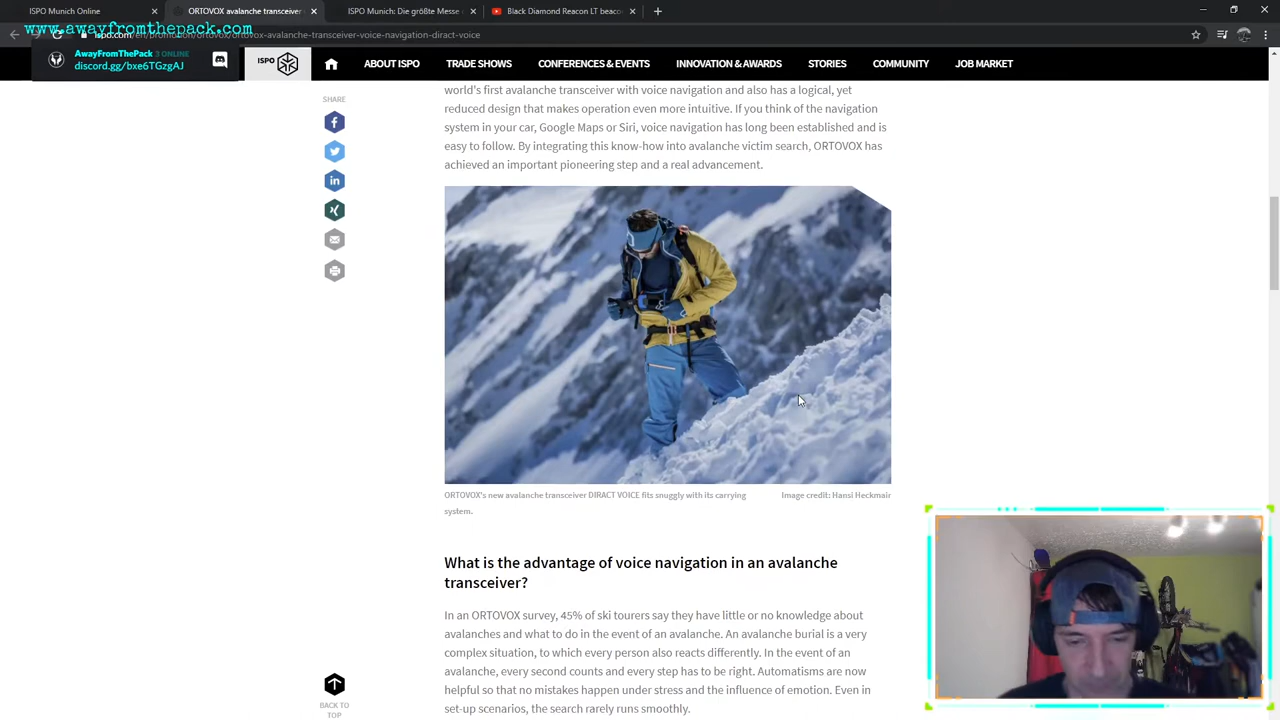 ISPO Munich Online
ORTOVOX avalanche transceiver
ISPO Munich: Die größte Messe
Black Diamond Reacon LT beaco
www.awayfromthepack.com
ispo.com/en/promotion/ortovox/ortovox-avalanche-transceiver-voice-navigation-direct-voice
AwayFromThePack 3 ONLINE
discord.gg/bxe6TGzgAJ
ISPO
ABOUT ISPO
TRADE SHOWS
CONFERENCES & EVENTS
INNOVATION & AWARDS
STORIES
COMMUNITY
JOB MARKET
SHARE
world's first avalanche transceiver with voice navigation and also has a logical, yet
reduced design that makes operation even more intuitive. If you think of the navigation
system in your car, Google Maps or Siri, voice navigation has long been established and is
easy to follow. By integrating this know-how into avalanche victim search, ORTOVOX has
achieved an important pioneering step and a real advancement.
ORTOVOX's new avalanche transceiver DIRACT VOICE fits snuggly with its carrying
system.
Image credit: Hansi Heckmair
What is the advantage of voice navigation in an avalanche
transceiver?
In an ORTOVOX survey, 45% of ski tourers say they have little or no knowledge about
avalanches and what to do in the event of an avalanche. An avalanche burial is a very
complex situation, to which every person also reacts differently. In the event of an
avalanche, every second counts and every step has to be right. Automatisms are now
helpful so that no mistakes happen under stress and the influence of emotion. Even in
set-up scenarios, the search rarely runs smoothly.
BACK TO
TOP